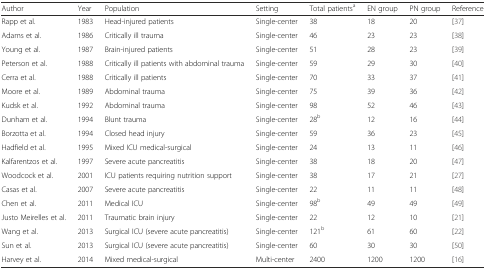 Author Year Population Setting Total patientsᵃ EN group PN group Reference
Rapp et al. 1983 Head-injured patients Single-center 38 18 20 [37]
Adams et al. 1986 Critically ill trauma Single-center 46 23 23 [38]
Young et al. 1987 Brain-injured patients Single-center 51 28 23 [39]
Peterson et al. 1988 Critically ill patients with abdominal trauma Single-center 59 29 30 [40]
Cerra et al. 1988 Critically ill patients Single-center 70 33 37 [41]
Moore et al. 1989 Abdominal trauma Single-center 75 39 36 [42]
Kudsk et al. 1992 Abdominal trauma Single-center 98 52 46 [43]
Dunham et al. 1994 Blunt trauma Single-center 28ᵇ 12 16 [44]
Borzotta et al. 1994 Closed head injury Single-center 59 36 23 [45]
Hadfield et al. 1995 Mixed ICU medical-surgical Single-center 24 13 11 [46]
Kalfarentzos et al. 1997 Severe acute pancreatitis Single-center 38 18 20 [47]
Woodcock et al. 2001 ICU patients requiring nutrition support Single-center 38 17 21 [27]
Casas et al. 2007 Severe acute pancreatitis Single-center 22 11 11 [48]
Chen et al. 2011 Medical ICU Single-center 98ᵇ 49 49 [49]
Justo Meirelles et al. 2011 Traumatic brain injury Single-center 22 12 10 [21]
Wang et al. 2013 Surgical ICU (severe acute pancreatitis) Single-center 121ᵇ 61 60 [22]
Sun et al. 2013 Surgical ICU (severe acute pancreatitis) Single-center 60 30 30 [50]
Harvey et al. 2014 Mixed medical-surgical Multi-center 2400 1200 1200 [16]